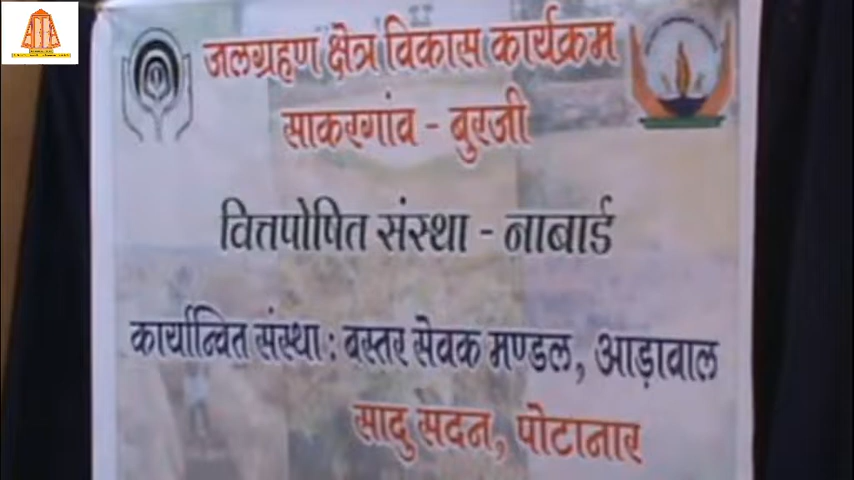 जलग्रहण क्षेत्र विकास कार्यक्रम
साकरगांव - बुरजी
वित्तपोषित संस्था - नाबार्ड
कार्यान्वित संस्था : बस्तर सेवक मण्डल, आड़ावाल
सादु सदन, पोटानार